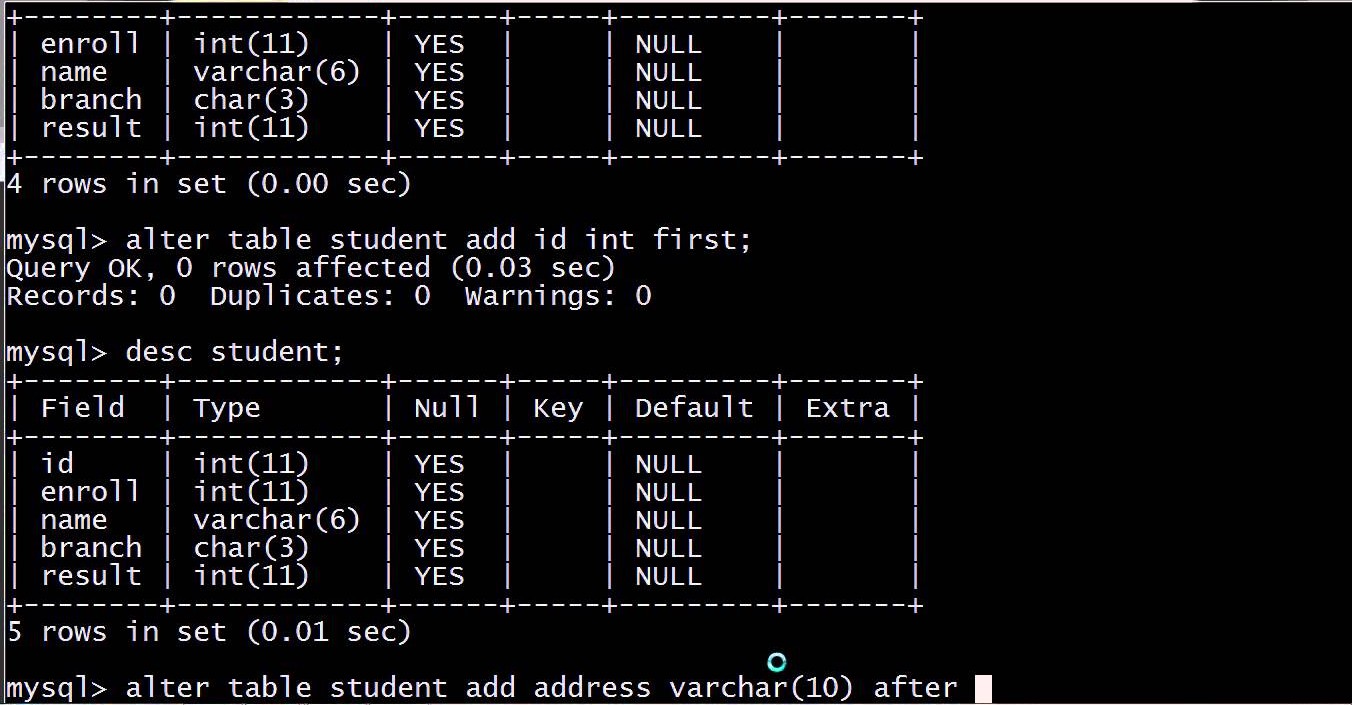 +--------+------------+------+-----+---------+-------+
| enroll | int(11)    | YES  |     | NULL    |       |
| name   | varchar(6) | YES  |     | NULL    |       |
| branch | char(3)    | YES  |     | NULL    |       |
| result | int(11)    | YES  |     | NULL    |       |
+--------+------------+------+-----+---------+-------+
4 rows in set (0.00 sec)

mysql> alter table student add id int first;
Query OK, 0 rows affected (0.03 sec)
Records: 0  Duplicates: 0  Warnings: 0

mysql> desc student;
+--------+------------+------+-----+---------+-------+
| Field  | Type       | Null | Key | Default | Extra |
+--------+------------+------+-----+---------+-------+
| id     | int(11)    | YES  |     | NULL    |       |
| enroll | int(11)    | YES  |     | NULL    |       |
| name   | varchar(6) | YES  |     | NULL    |       |
| branch | char(3)    | YES  |     | NULL    |       |
| result | int(11)    | YES  |     | NULL    |       |
+--------+------------+------+-----+---------+-------+
5 rows in set (0.01 sec)

mysql> alter table student add address varchar(10) after